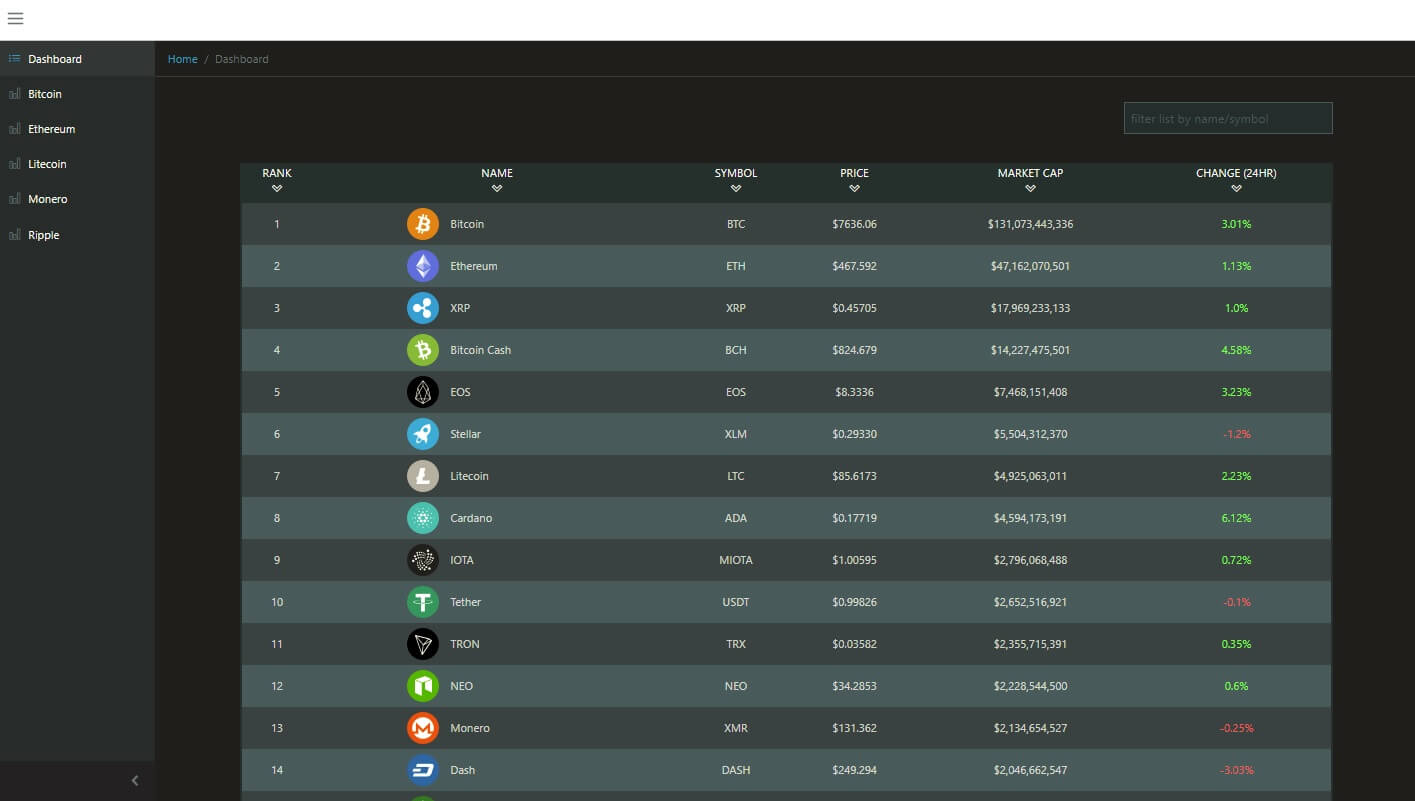 Dashboard
Home / Dashboard
Bitcoin
Ethereum
Litecoin
Monero
Ripple
filter list by name/symbol
RANK NAME SYMBOL PRICE MARKET CAP CHANGE (24HR)
1 Bitcoin BTC $7636.06 $131,073,443,336 3.01%
2 Ethereum ETH $467.592 $47,162,070,501 1.13%
3 XRP XRP $0.45705 $17,969,233,133 1.0%
4 Bitcoin Cash BCH $824.679 $14,227,475,501 4.58%
5 EOS EOS $8.3336 $7,468,151,408 3.23%
6 Stellar XLM $0.29330 $5,504,312,370 -1.2%
7 Litecoin LTC $85.6173 $4,925,063,011 2.23%
8 Cardano ADA $0.17719 $4,594,173,191 6.12%
9 IOTA MIOTA $1.00595 $2,796,068,488 0.72%
10 Tether USDT $0.99826 $2,652,516,921 -0.1%
11 TRON TRX $0.03582 $2,355,715,391 0.35%
12 NEO NEO $34.2853 $2,228,544,500 0.6%
13 Monero XMR $131.362 $2,134,654,527 -0.25%
14 Dash DASH $249.294 $2,046,662,547 -3.03%